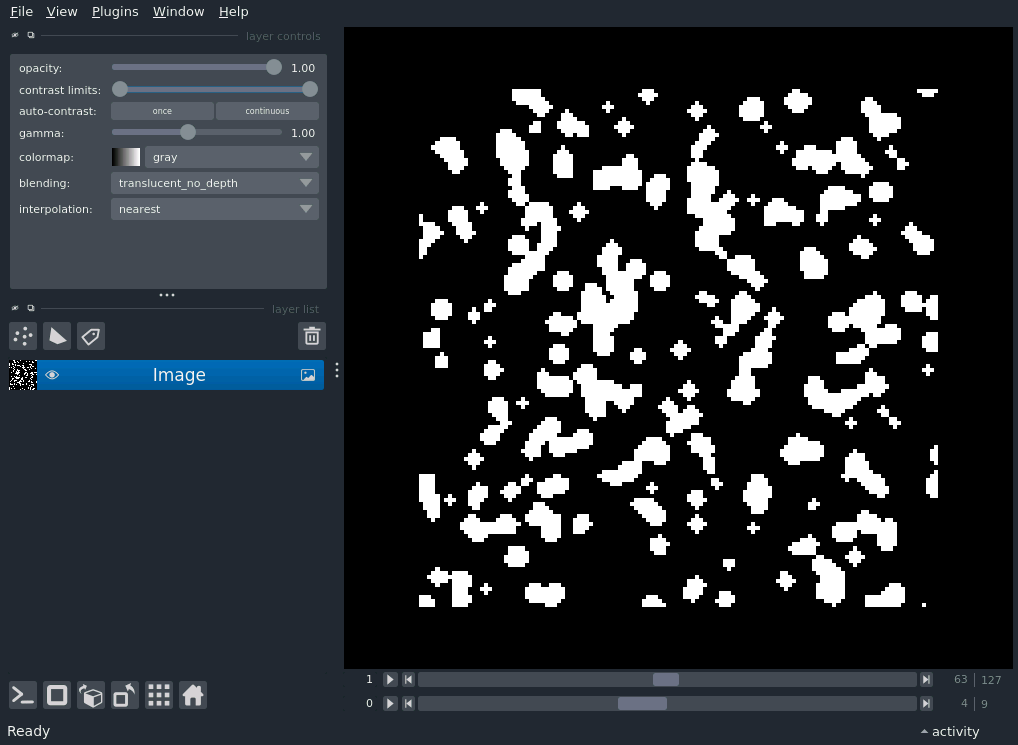 File View Plugins Window Help
layer controls
opacity: 1.00
contrast limits:
auto-contrast: once continuous
gamma: 1.00
colormap: gray
blending: translucent_no_depth
interpolation: nearest
layer list
Image
1 63 127
0 4 9
Ready activity